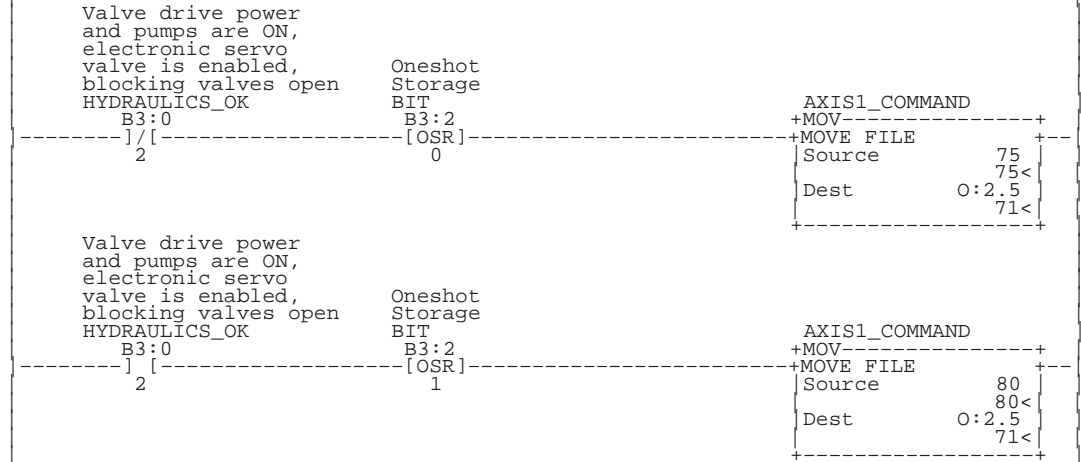 Valve drive power
and pumps are ON,
electronic servo
valve is enabled, Oneshot
blocking valves open Storage
HYDRAULICS_OK BIT AXIS1_COMMAND
B3:0 B3:2 +MOV---------------+
--------]/[--------------------[OSR]--------------------------+MOVE FILE +--
2 0 Source 75
75<
Dest O:2.5
71<
+------------------+
Valve drive power
and pumps are ON,
electronic servo
valve is enabled, Oneshot
blocking valves open Storage
HYDRAULICS_OK BIT AXIS1_COMMAND
B3:0 B3:2 +MOV---------------+
--------] [--------------------[OSR]--------------------------+MOVE FILE +--
2 1 Source 80
80<
Dest O:2.5
71<
+------------------+